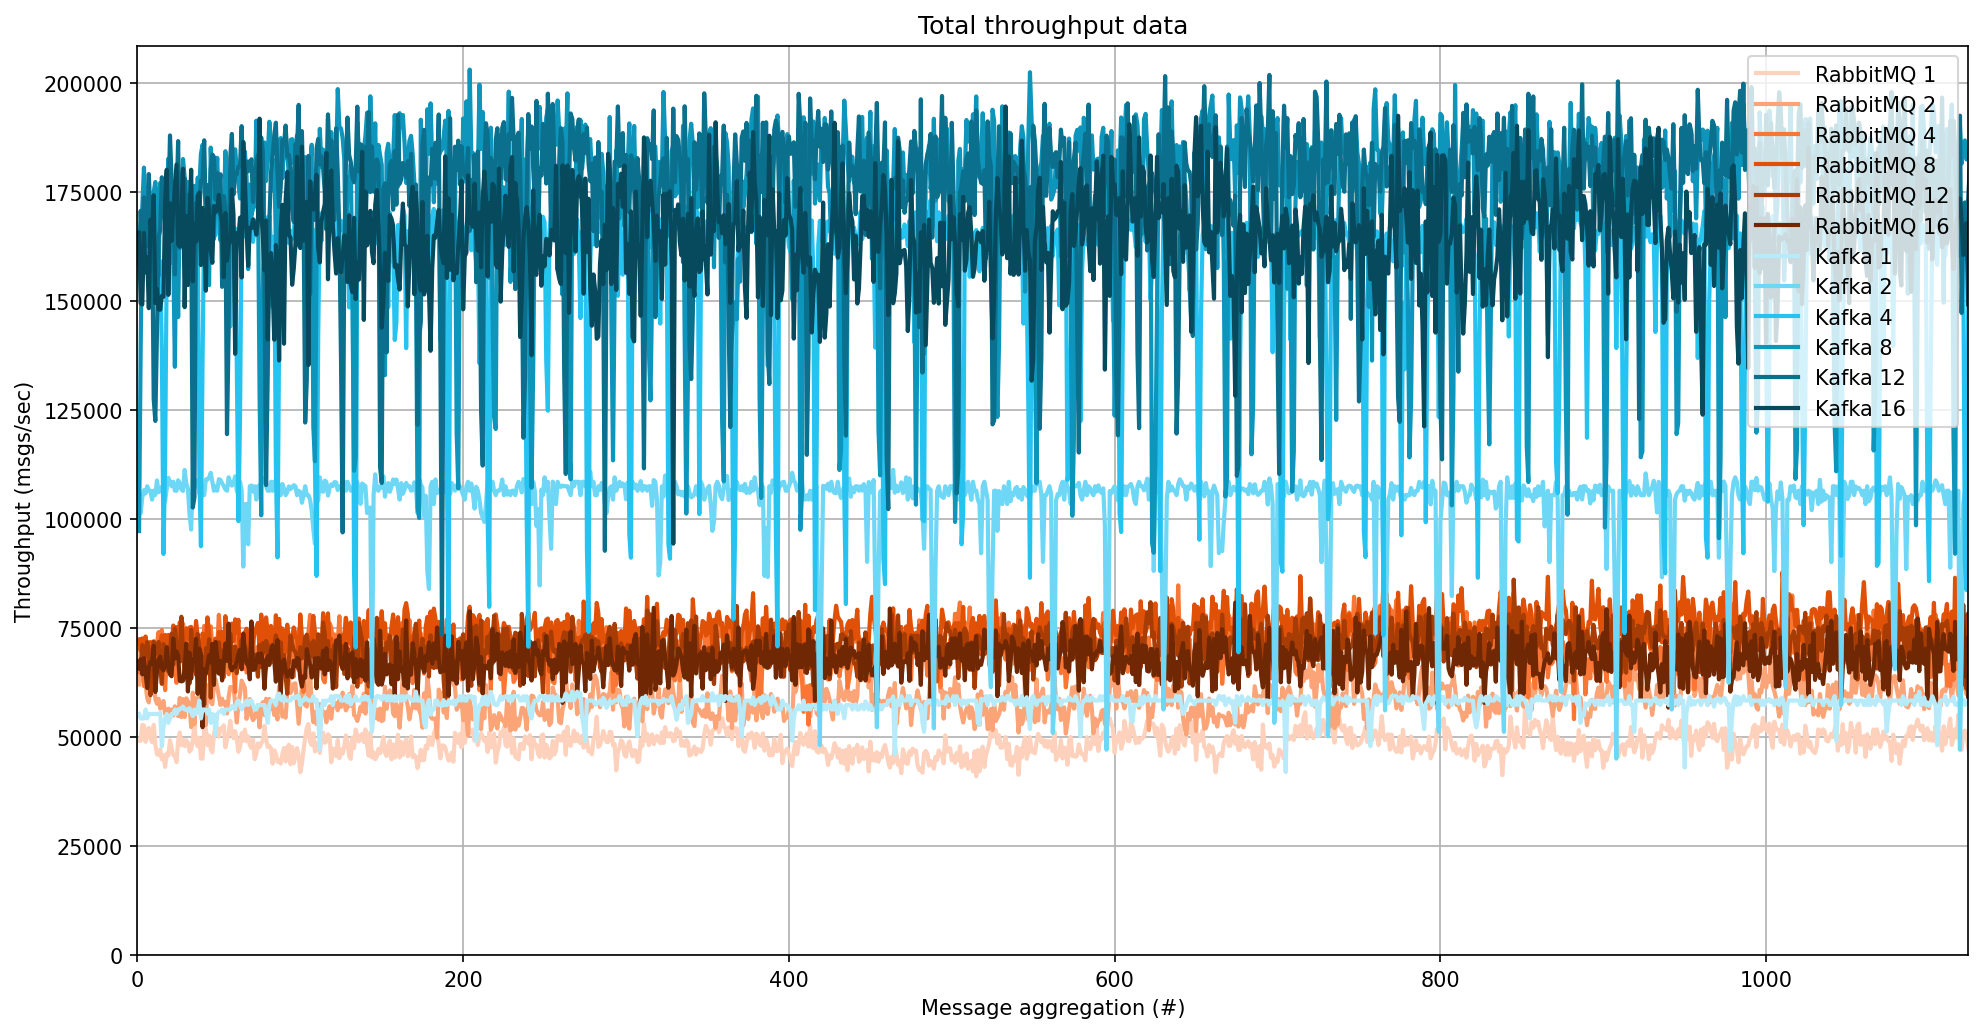 Total throughput data
Throughput (msgs/sec)
200000
175000
150000
125000
100000
75000
50000
25000
0
0 200 400 600 800 1000
Message aggregation (#)
RabbitMQ 1
RabbitMQ 2
RabbitMQ 4
RabbitMQ 8
RabbitMQ 12
RabbitMQ 16
Kafka 1
Kafka 2
Kafka 4
Kafka 8
Kafka 12
Kafka 16